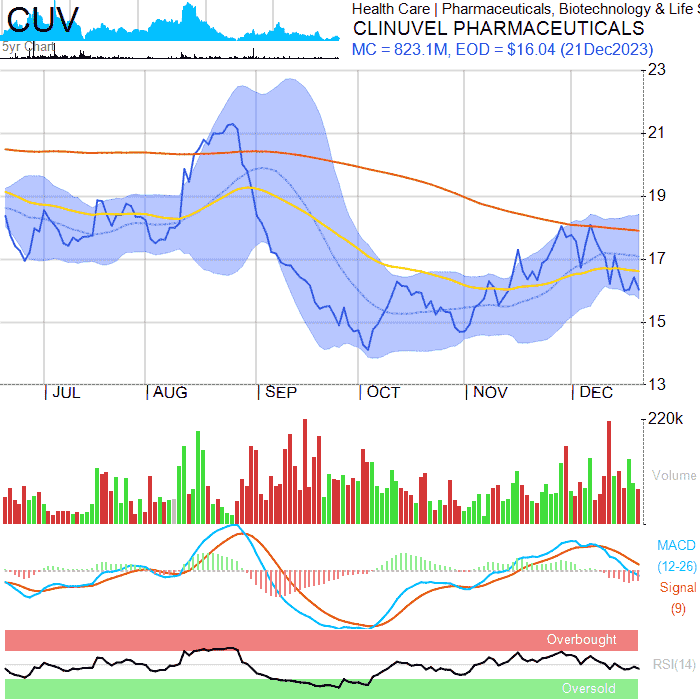 CUV
5yr Chart
Health Care | Pharmaceuticals, Biotechnology & Life
CLINUVEL PHARMACEUTICALS
MC = 823.1M, EOD = $16.04 (21Dec2023)
23
21
19
17
15
13
JUL AUG SEP OCT NOV DEC
220k
Volume
MACD
(12-26)
Signal
(9)
Overbought
RSI(14)
Oversold